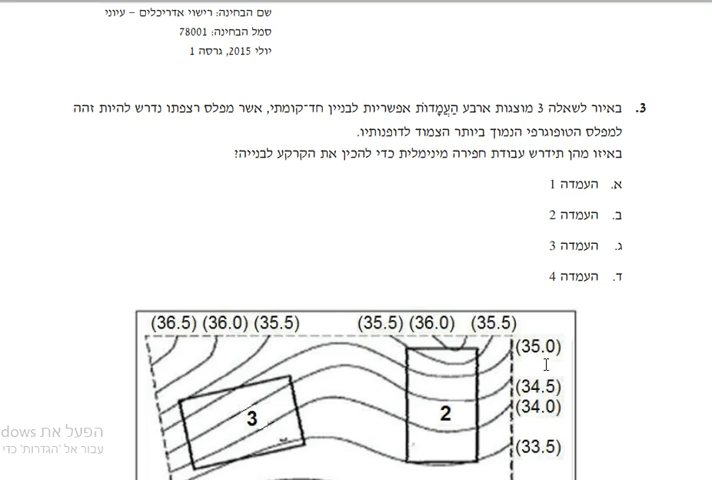 שם הבחינה: רישוי אדריכלים – עיוני
סמל הבחינה: 78001
יולי 2015, גרסה 1
3. באיור לשאלה 3 מוצגות ארבע הַעֲמָדוֹת אפשריות לבניין חד־קומתי, אשר מפלס רצפתו נדרש להיות זהה
למפלס הטופוגרפי הנמוך ביותר הצמוד לדופנותיו.
באיזו מהן תידרש עבודת חפירה מינימלית כדי להכין את הקרקע לבנייה?
א. העמדה 1
ב. העמדה 2
ג. העמדה 3
ד. העמדה 4
(36.5) (36.0) (35.5) (35.5) (36.0) (35.5)
(35.0)
(34.5)
(34.0)
3 2
(33.5)
הפעל את dows
עבור אל 'הגדרות' כדי